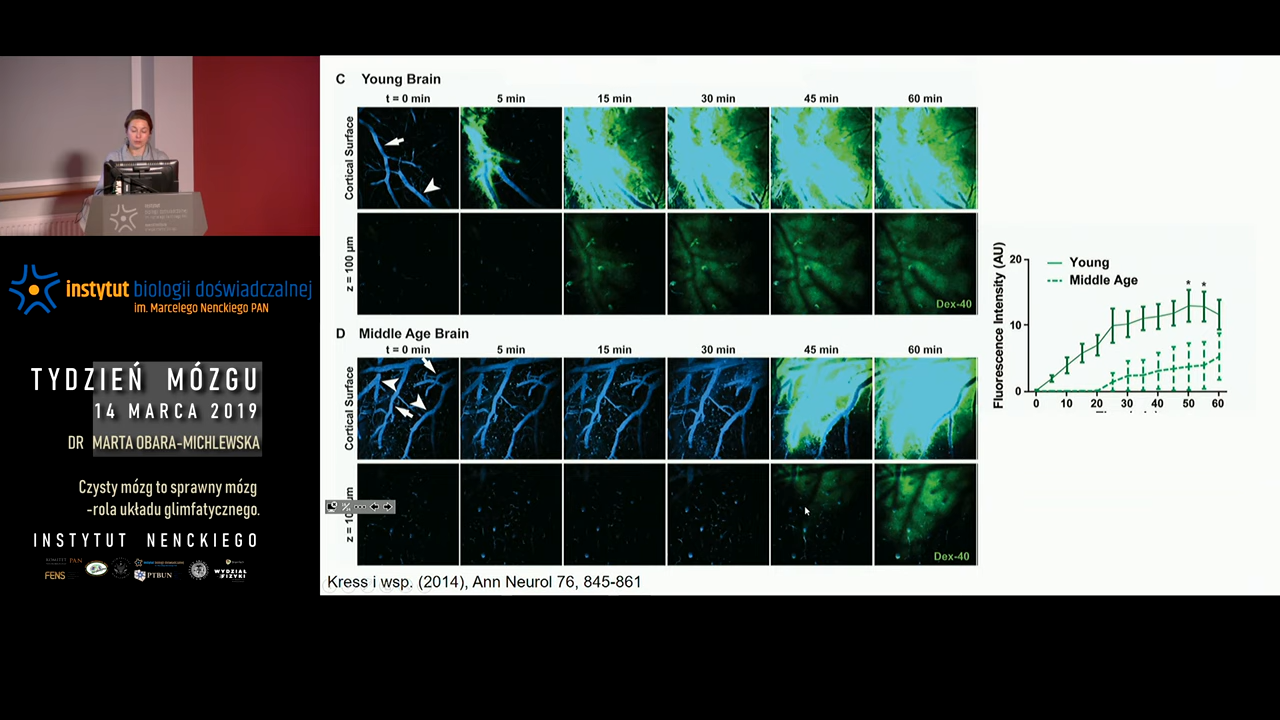 instytut biologii doświadczalnej
im. Marcelego Nenckiego PAN
TYDZIEŃ MÓZGU
14 MARCA 2019
DR MARTA OBARA-MICHLEWSKA
Czysty mózg to sprawny mózg
-rola układu glimfatycznego.
INSTYTUT NENCKIEGO
FENS
PTBUN
WYDZIAŁ FIZYKI
C Young Brain
t = 0 min 5 min 15 min 30 min 45 min 60 min
Cortical Surface
z = 100 µm
Dex-40
D Middle Age Brain
t = 0 min 5 min 15 min 30 min 45 min 60 min
Cortical Surface
Dex-40
Kress i wsp. (2014), Ann Neurol 76, 845-861
Fluorescence Intensity (AU)
Young
Middle Age
20
10
0
* *
0 10 20 30 40 50 60